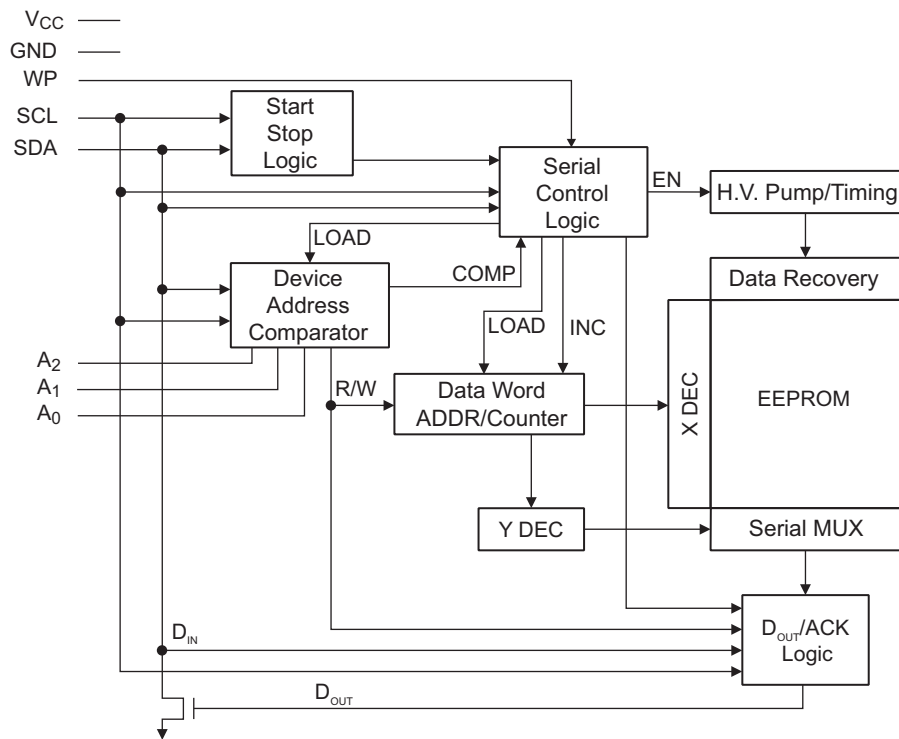 VCC
GND
WP
SCL
SDA
Start
Stop
Logic
Serial
Control
Logic
EN
H.V. Pump/Timing
LOAD
COMP
Device
Address
Comparator
LOAD
INC
Data Recovery
A2
A1
A0
R/W
Data Word
ADDR/Counter
X DEC
EEPROM
Y DEC
Serial MUX
DIN
DOUT/ACK
Logic
DOUT